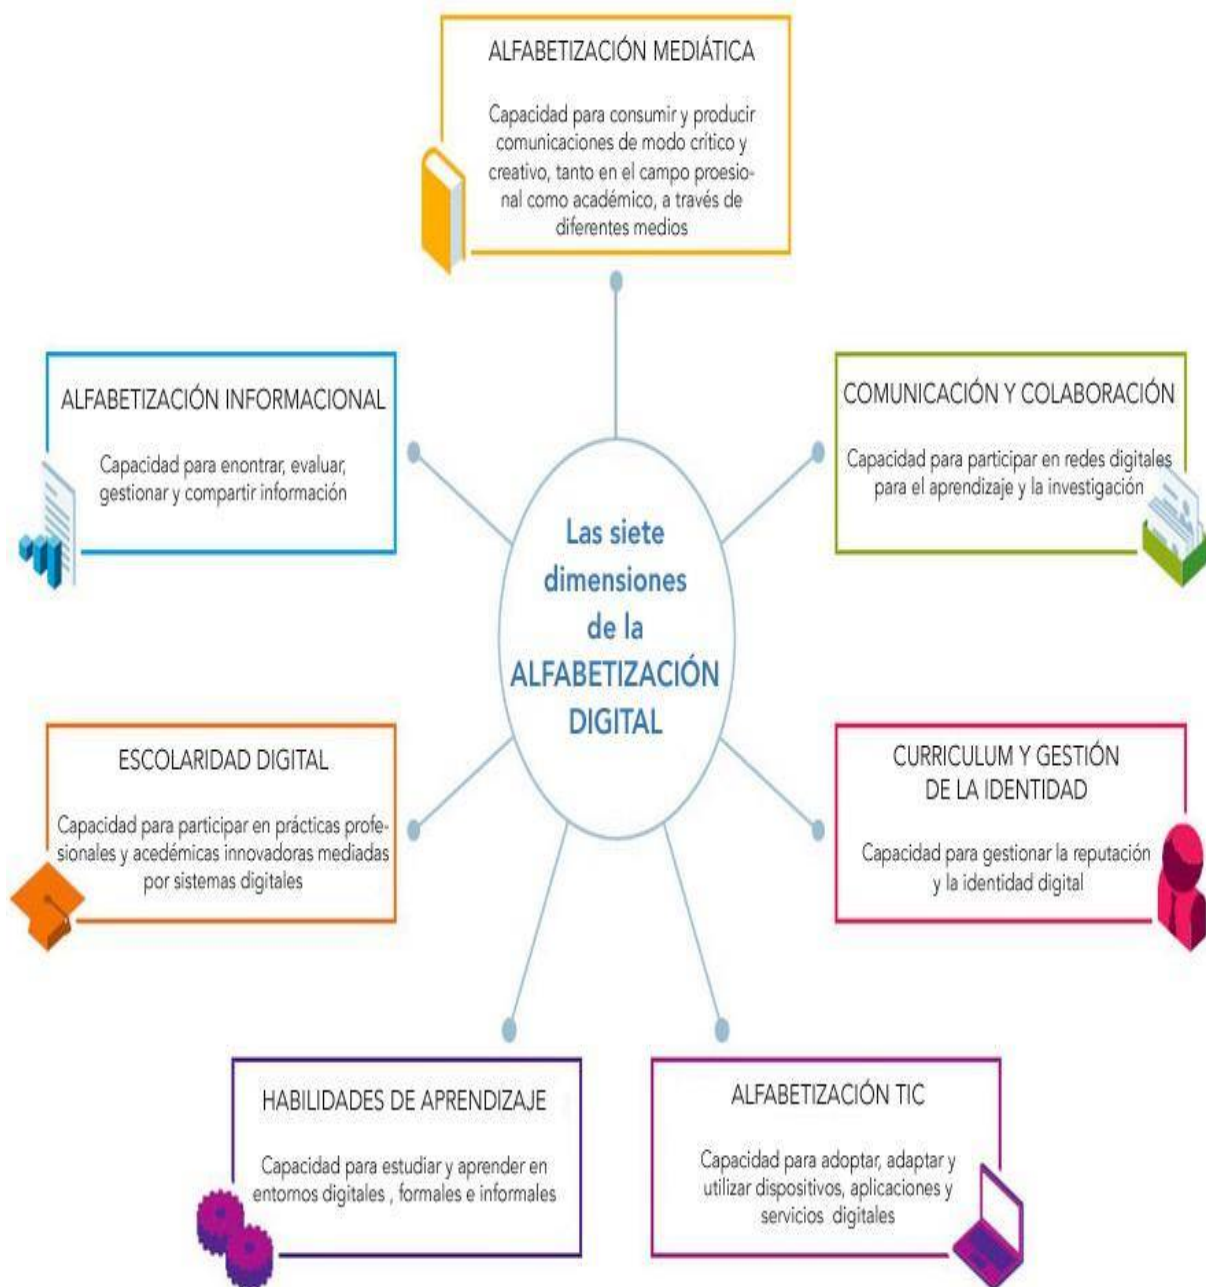 ALFABETIZACIÓN MEDIÁTICA
Capacidad para consumir y producir
comunicaciones de modo crítico y
creativo, tanto en el campo proesio-
nal como académico, a través de
diferentes medios
ALFABETIZACIÓN INFORMACIONAL
Capacidad para enontrar, evaluar,
gestionar y compartir información
COMUNICACIÓN Y COLABORACIÓN
Capacidad para participar en redes digitales
para el aprendizaje y la investigación
Las siete
dimensiones
de la
ALFABETIZACIÓN
DIGITAL
ESCOLARIDAD DIGITAL
Capacidad para participar en prácticas profe-
sionales y acedémicas innovadoras mediadas
por sistemas digitales
CURRICULUM Y GESTIÓN
DE LA IDENTIDAD
Capacidad para gestionar la reputación
y la identidad digital
HABILIDADES DE APRENDIZAJE
Capacidad para estudiar y aprender en
entornos digitales , formales e informales
ALFABETIZACIÓN TIC
Capacidad para adoptar, adaptar y
utilizar dispositivos, aplicaciones y
servicios digitales